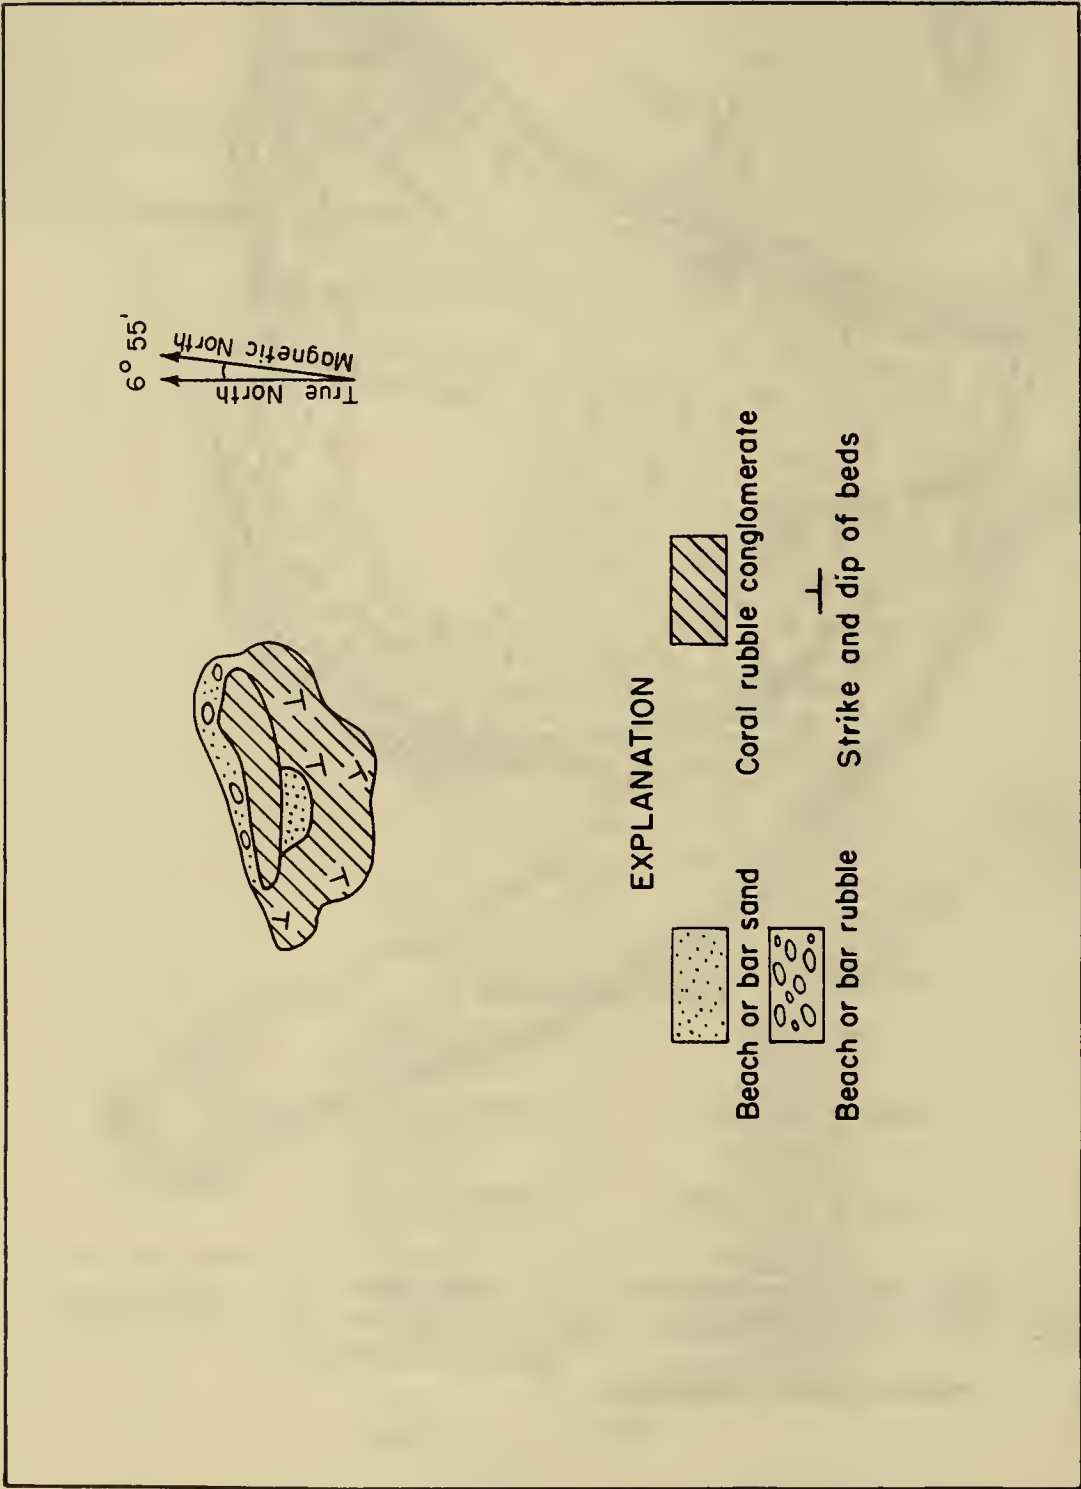 6° 55'
True North
Magnetic North
EXPLANATION
Beach or bar sand
Coral rubble conglomerate
Beach or bar rubble
Strike and dip of beds